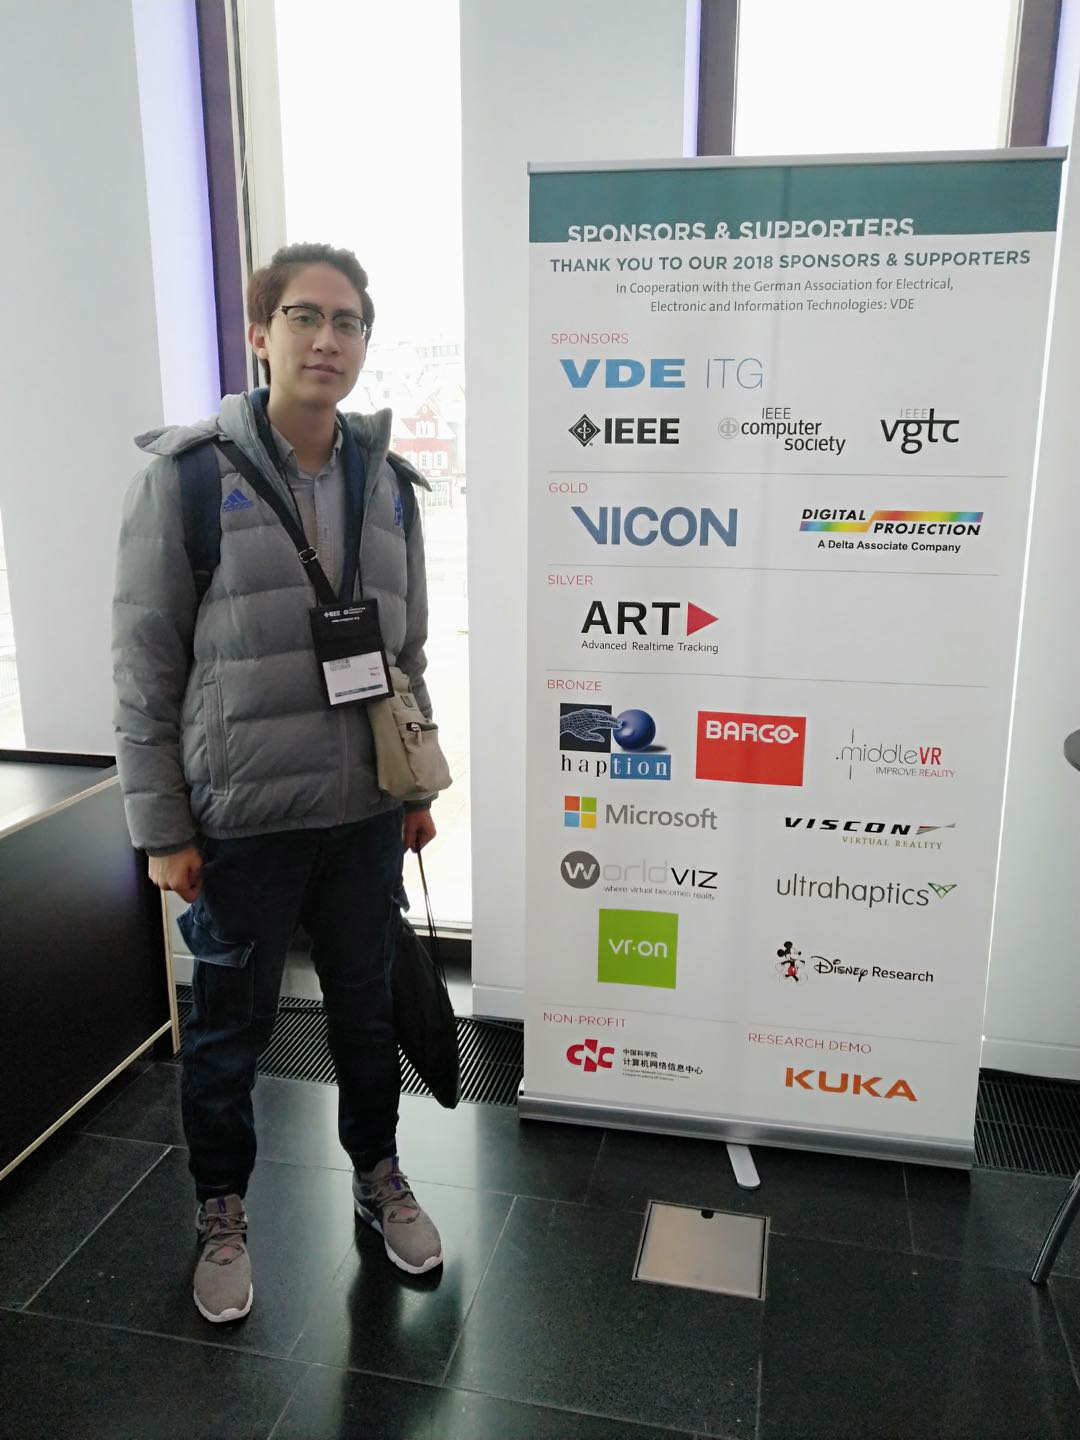 SPONSORS & SUPPORTERS
THANK YOU TO OUR 2018 SPONSORS & SUPPORTERS
In Cooperation with the German Association for Electrical,
Electronic and Information Technologies: VDE
SPONSORS
VDE ITG
IEEE
IEEE computer society
IEEE vgtc
GOLD
VICON
DIGITAL PROJECTION
A Delta Associate Company
SILVER
ART
Advanced Realtime Tracking
BRONZE
haption
BARCO
.middleVR
IMPROVE REALITY
Microsoft
VISCON
VIRTUAL REALITY
worldviz
where virtual becomes reality
ultrahaptics
vr-on
Disney Research
NON-PROFIT
CNC
中国科学院
计算机网络信息中心
RESEARCH DEMO
KUKA
adidas
IEEE